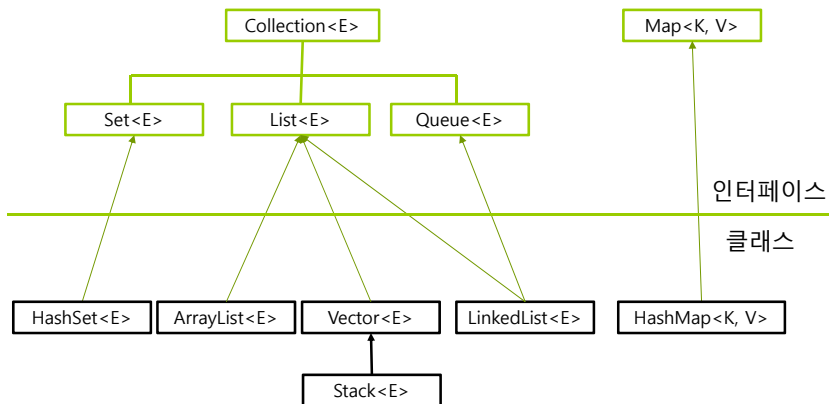 Collection<E>
Map<K, V>
Set<E>
List<E>
Queue<E>
인터페이스
클래스
HashSet<E>
ArrayList<E>
Vector<E>
LinkedList<E>
HashMap<K, V>
Stack<E>